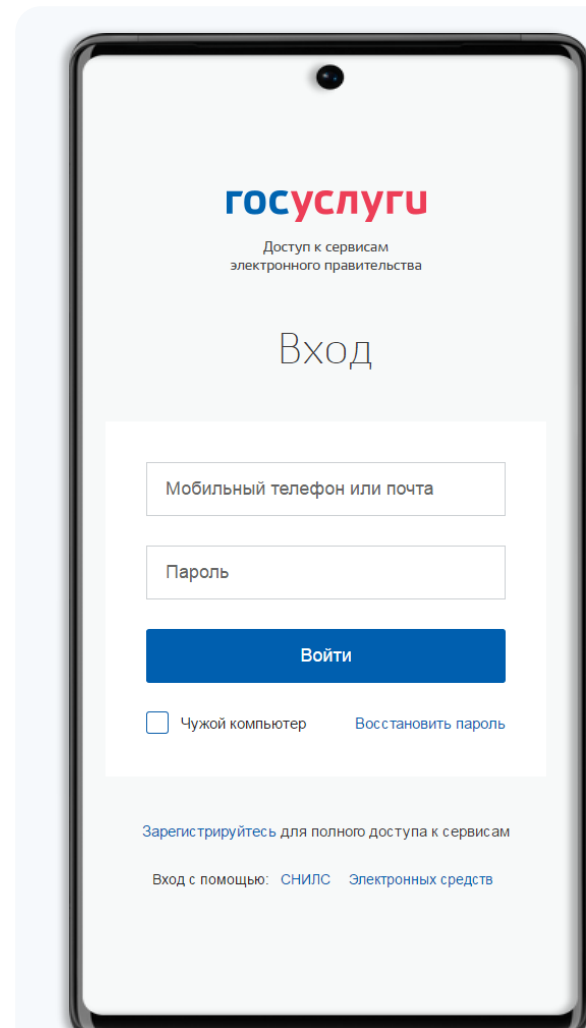 госуслуги
Доступ к сервисам
электронного правительства
Вход
Мобильный телефон или почта
Пароль
Войти
Чужой компьютер Восстановить пароль
Зарегистрируйтесь для полного доступа к сервисам
Вход с помощью: СНИЛС Электронных средств